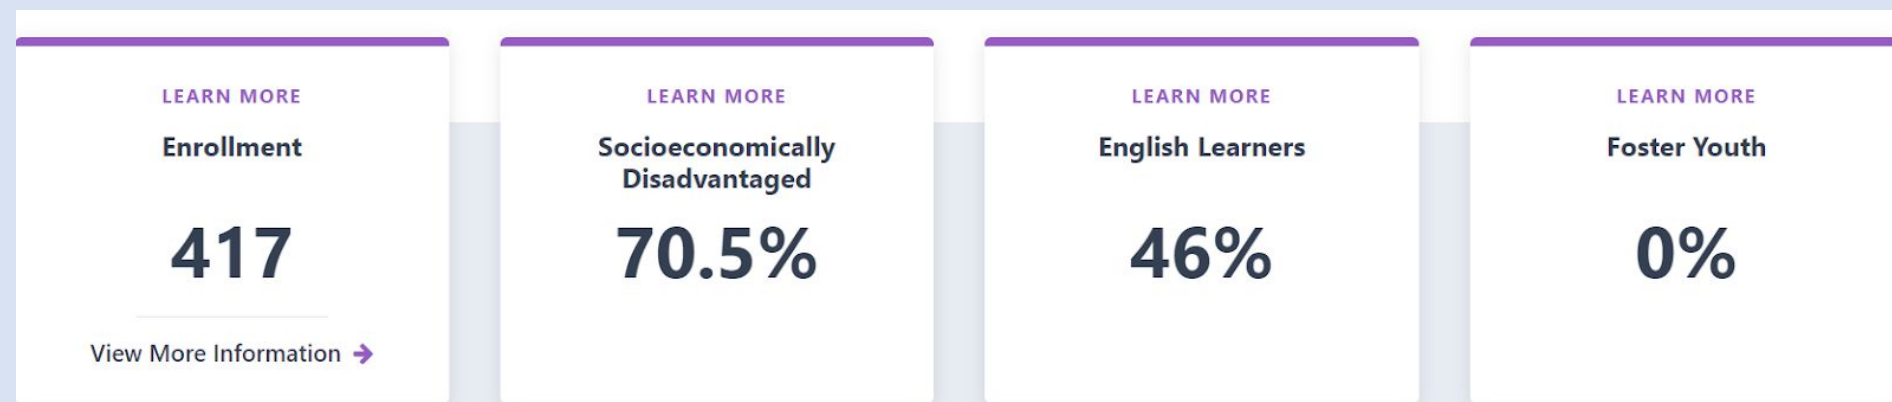 LEARN MORE
Enrollment
417
View More Information
LEARN MORE
Socioeconomically
Disadvantaged
70.5%
LEARN MORE
English Learners
46%
LEARN MORE
Foster Youth
0%